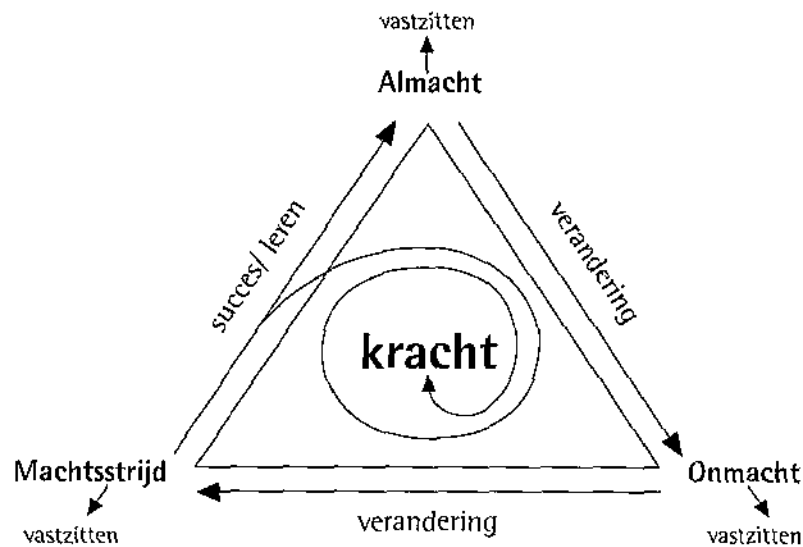 vastzitten
Almacht
succes/ leren
verandering
kracht
Machtsstrijd
Onmacht
vastzitten
verandering
vastzitten